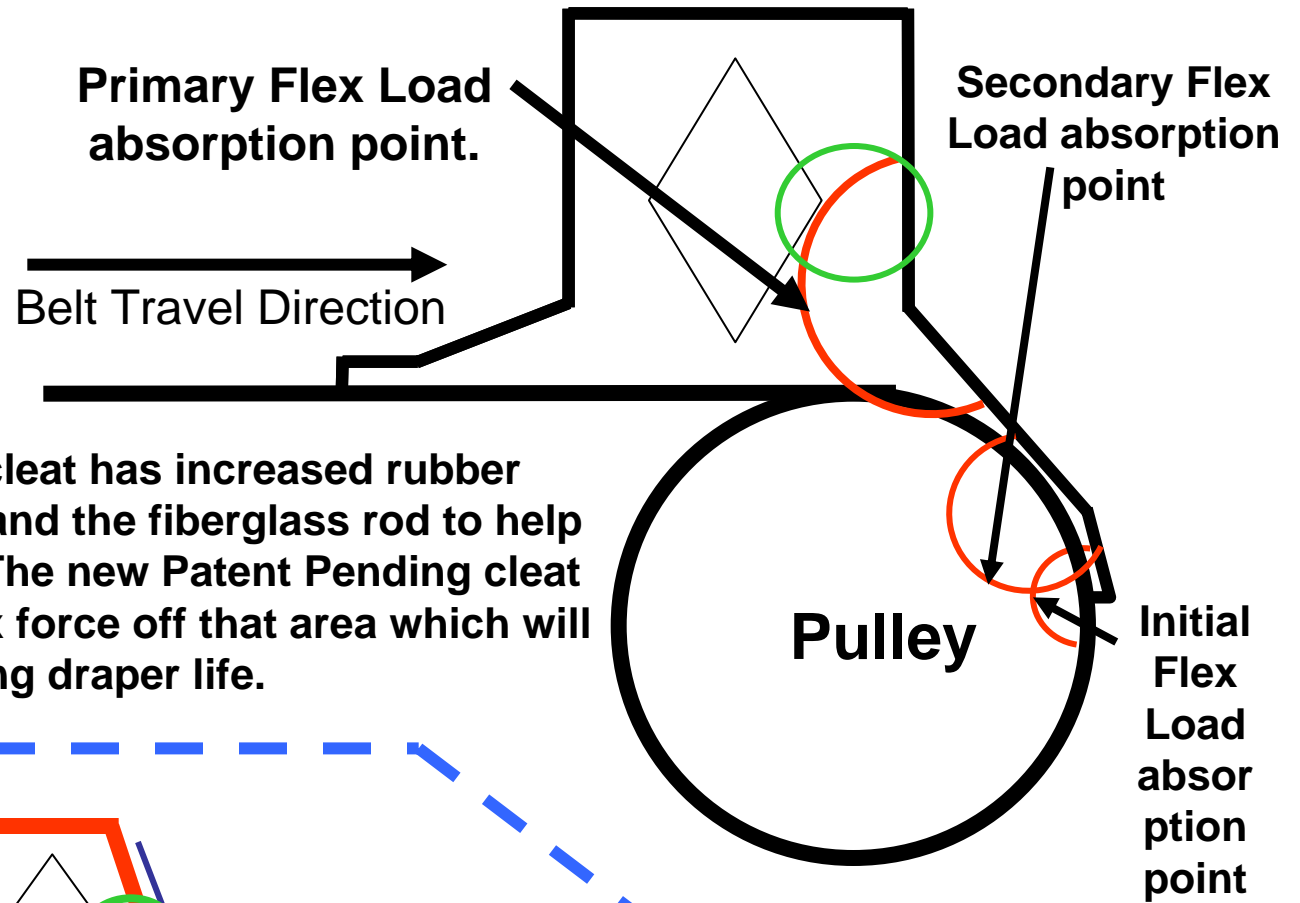 Primary Flex Load
absorption point.
Secondary Flex
Load absorption
point
Belt Travel Direction
cleat has increased rubber
and the fiberglass rod to help
The new Patent Pending cleat
force off that area which will
draper life.
Pulley
Initial
Flex
Load
absor
ption
point